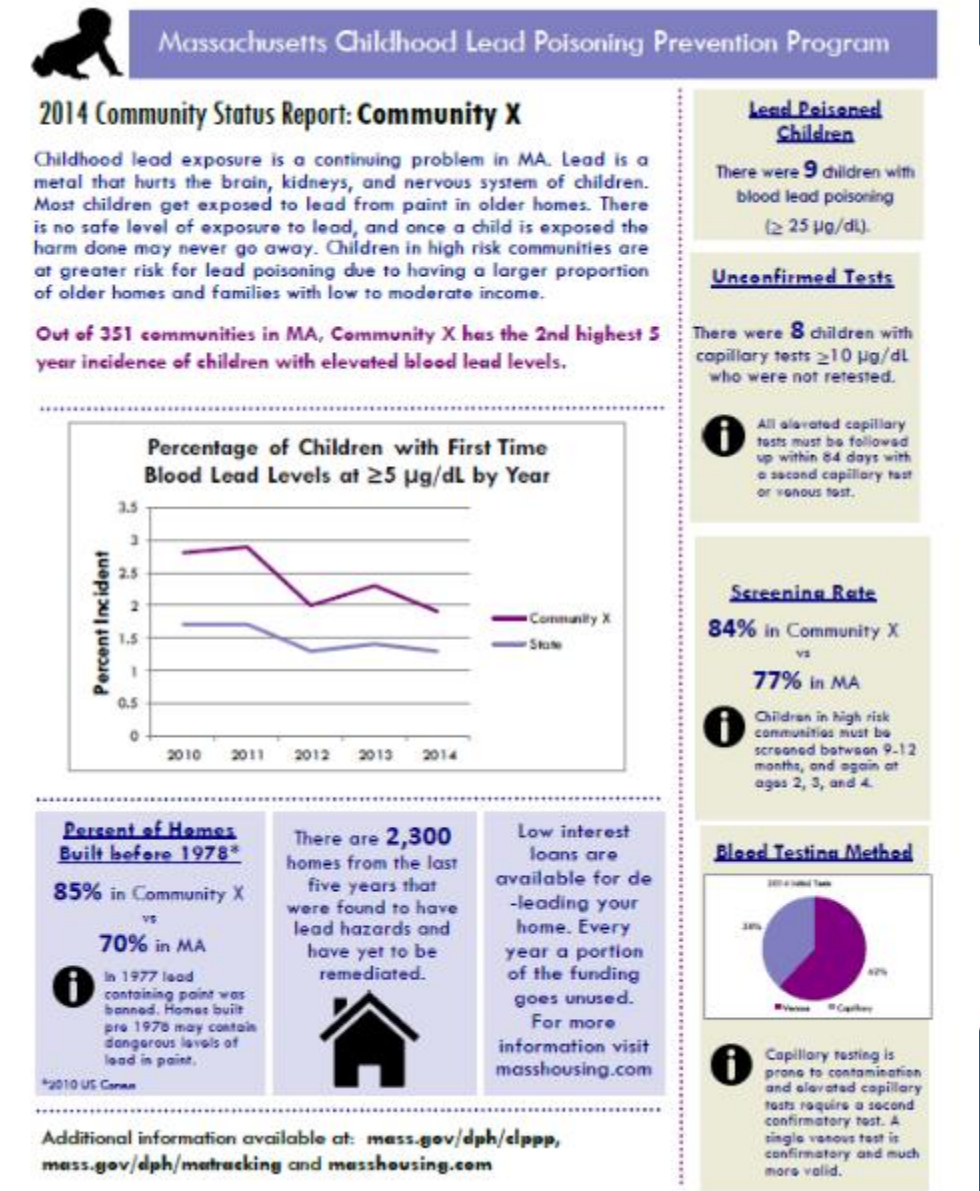 Massachusetts Childhood Lead Poisoning Prevention Program
2014 Community Status Report: Community X
Childhood lead exposure is a continuing problem in MA. Lead is a
metal that hurts the brain, kidneys, and nervous system of children.
Most children get exposed to lead from paint in older homes. There
is no safe level of exposure to lead, and once a child is exposed the
harm done may never go away. Children in high risk communities are
at greater risk for lead poisoning due to having a larger proportion
of older homes and families with low to moderate income.
Out of 351 communities in MA, Community X has the 2nd highest 5
year incidence of children with elevated blood lead levels.
Percentage of Children with First Time
Blood Lead Levels at ≥5 µg/dL by Year
Percent Incident
3.5
3
2.5
2
1.5
1
0.5
0
2010 2011 2012 2013 2014
Community X
State
Percent of Homes
Built before 1978*
85% in Community X
vs
70% in MA
In 1977 lead
containing paint was
banned. Homes built
pre 1978 may contain
dangerous levels of
lead in paint.
*2010 US Census
There are 2,300
homes from the last
five years that
were found to have
lead hazards and
have yet to be
remediated.
Low interest
loans are
available for de
-leading your
home. Every
year a portion
of the funding
goes unused.
For more
information visit
masshousing.com
Additional information available at: mass.gov/dph/clppp,
mass.gov/dph/matracking and masshousing.com
Lead Poisoned
Children
There were 9 children with
blood lead poisoning
(≥ 25 µg/dL).
Unconfirmed Tests
There were 8 children with
capillary tests ≥10 µg/dL
who were not retested.
All elevated capillary
tests must be followed
up within 84 days with
a second capillary test
or venous test.
Screening Rate
84% in Community X
vs
77% in MA
Children in high risk
communities must be
screened between 9-12
months, and again at
ages 2, 3, and 4.
Blood Testing Method
2014 Initial Tests
38%
62%
Venous Capillary
Capillary testing is
prone to contamination
and elevated capillary
tests require a second
confirmatory test. A
single venous test is
confirmatory and much
more valid.